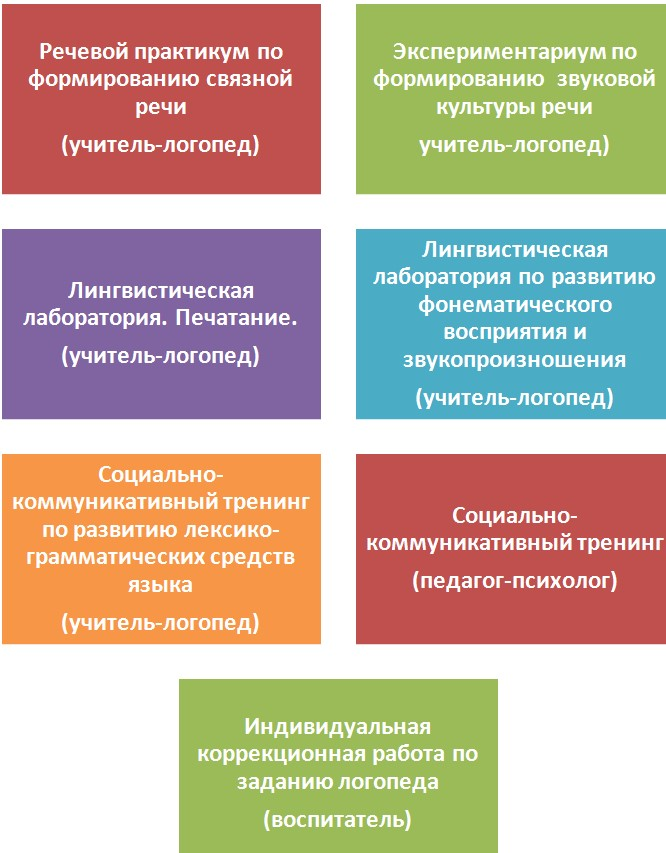 Речевой практикум по
формированию связной
речи
(учитель-логопед)
Экспериментариум по
формированию звуковой
культуры речи
учитель-логопед)
Лингвистическая
лаборатория. Печатание.
(учитель-логопед)
Лингвистическая
лаборатория по развитию
фонематического
восприятия и
звукопроизношения
(учитель-логопед)
Социально-
коммуникативный тренинг
по развитию лексико-
грамматических средств
языка
(учитель-логопед)
Социально-
коммуникативный тренинг
(педагог-психолог)
Индивидуальная
коррекционная работа по
заданию логопеда
(воспитатель)